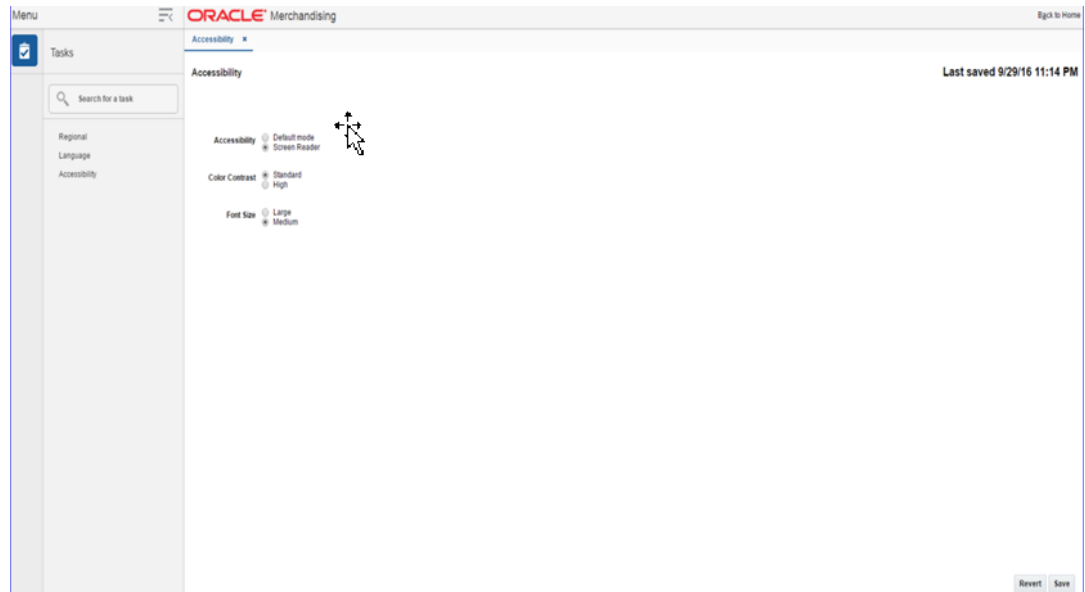 Menu
ORACLE Merchandising
Back to Home
Tasks
Accessibility ×
Accessibility
Last saved 9/29/16 11:14 PM
Search for a task
Regional
Language
Accessibility
Accessibility
Default mode
Screen Reader
Color Contrast
Standard
High
Font Size
Large
Medium
Revert Save